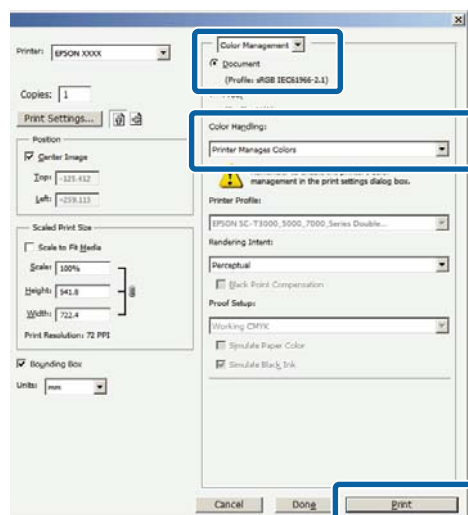 Printer: EPSON XXXX
Copies: 1
Print Settings...
Position
Center Image
Top: -125.412
Left: -259.113
Scaled Print Size
Scale to Fit Media
Scale: 100%
Height: 541.8
Width: 722.4
Print Resolution: 72 PPI
Bounding Box
Units: mm
Color Management
Document
(Profile: sRGB IEC61966-2.1)
Color Handling:
Printer Manages Colors
management in the print settings dialog box.
Printer Profile:
EPSON SC-T3000_5000_7000_Series Double...
Rendering Intent:
Perceptual
Black Point Compensation
Proof Setup:
Working CMYK
Simulate Paper Color
Simulate Black Ink
Cancel
Done
Print